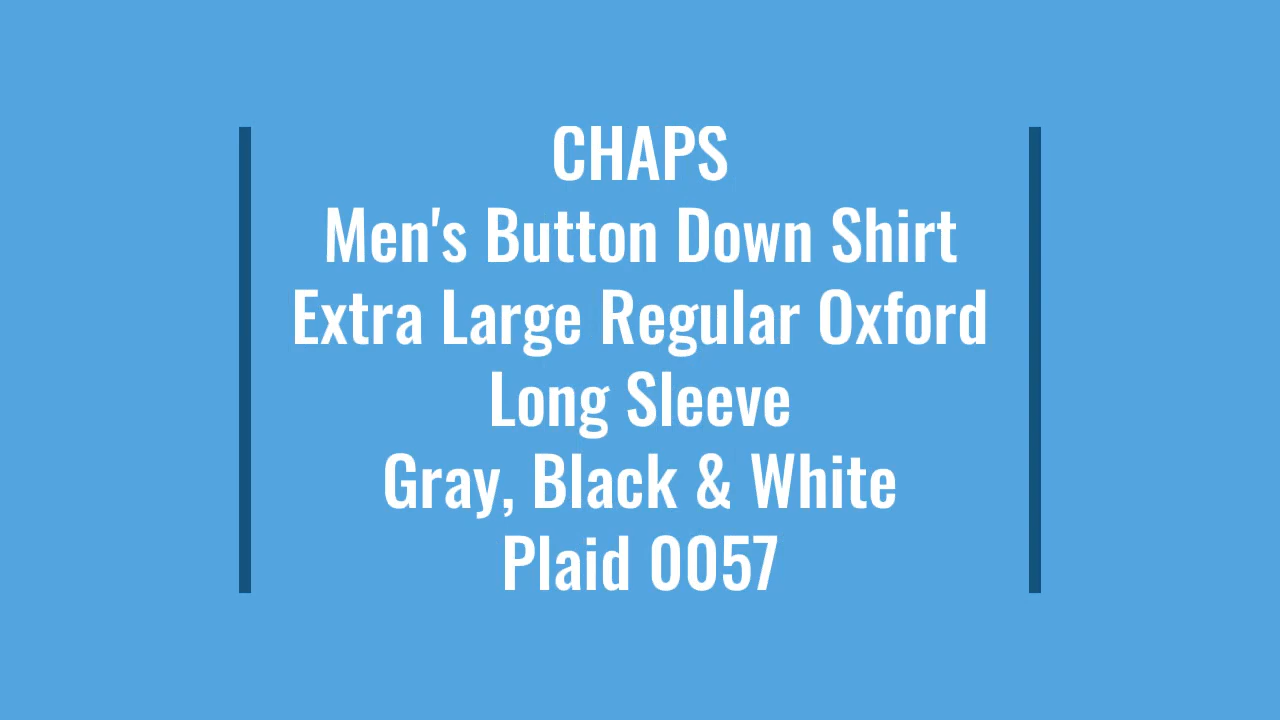 CHAPS
Men's Button Down Shirt
Extra Large Regular Oxford
Long Sleeve
Gray, Black & White
Plaid 0057